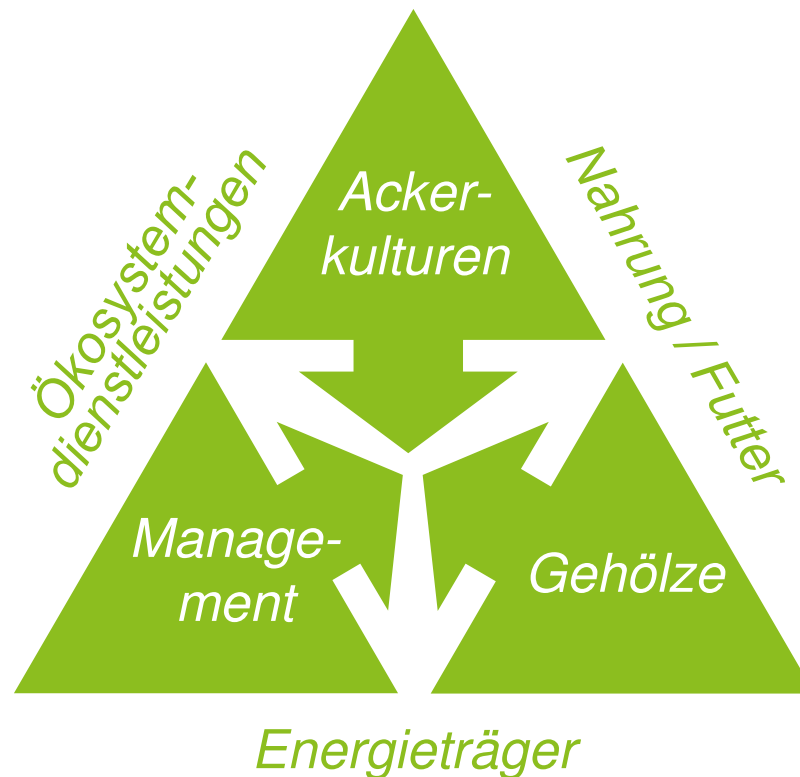 Acker-
kulturen
Ökosystem-
dienstleistungen
Nahrung / Futter
Manage-
ment
Gehölze
Energieträger